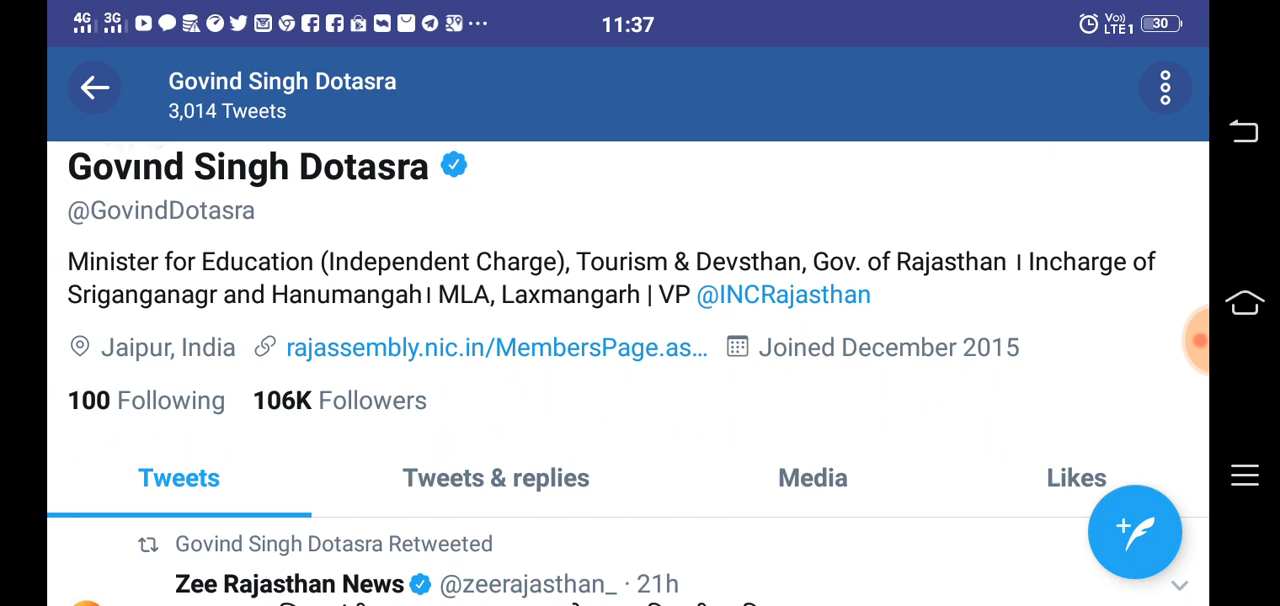 4G 3G 11:37 Vo)) LTE 1 30
Govind Singh Dotasra
3,014 Tweets
Govind Singh Dotasra
@GovindDotasra
Minister for Education (Independent Charge), Tourism & Devsthan, Gov. of Rajasthan । Incharge of
Sriganganagr and Hanumangah। MLA, Laxmangarh | VP @INCRajasthan
Jaipur, India rajassembly.nic.in/MembersPage.as... Joined December 2015
100 Following 106K Followers
Tweets Tweets & replies Media Likes
Govind Singh Dotasra Retweeted
Zee Rajasthan News @zeerajasthan_ · 21h